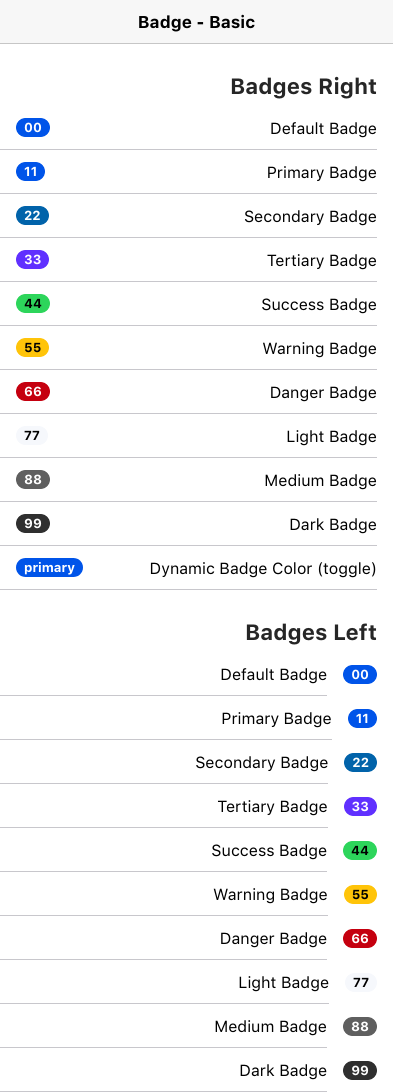 Badge - Basic
Badges Right
00 Default Badge
11 Primary Badge
22 Secondary Badge
33 Tertiary Badge
44 Success Badge
55 Warning Badge
66 Danger Badge
77 Light Badge
88 Medium Badge
99 Dark Badge
primary Dynamic Badge Color (toggle)
Badges Left
Default Badge 00
Primary Badge 11
Secondary Badge 22
Tertiary Badge 33
Success Badge 44
Warning Badge 55
Danger Badge 66
Light Badge 77
Medium Badge 88
Dark Badge 99